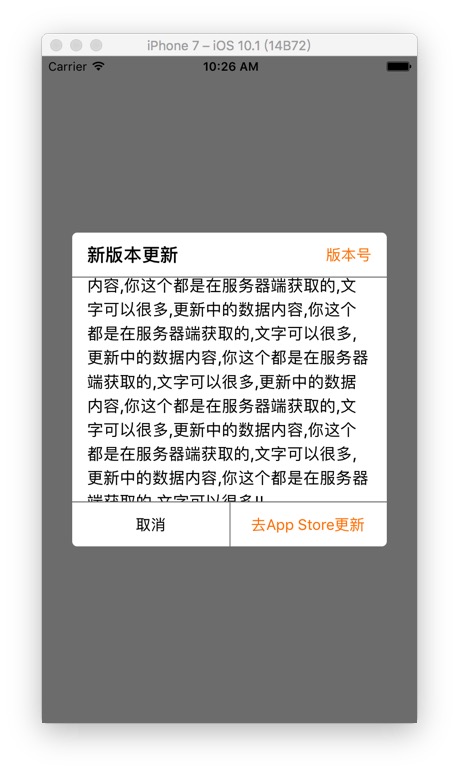 iPhone 7 – iOS 10.1 (14B72)
Carrier 10:26 AM
新版本更新 版本号
内容,你这个都是在服务器端获取的,文
字可以很多,更新中的数据内容,你这个
都是在服务器端获取的,文字可以很多,
更新中的数据内容,你这个都是在服务器
端获取的,文字可以很多,更新中的数据
内容,你这个都是在服务器端获取的,文
字可以很多,更新中的数据内容,你这个
都是在服务器端获取的,文字可以很多,
更新中的数据内容,你这个都是在服务器
端获取的,文字可以很多!!
取消 去App Store更新